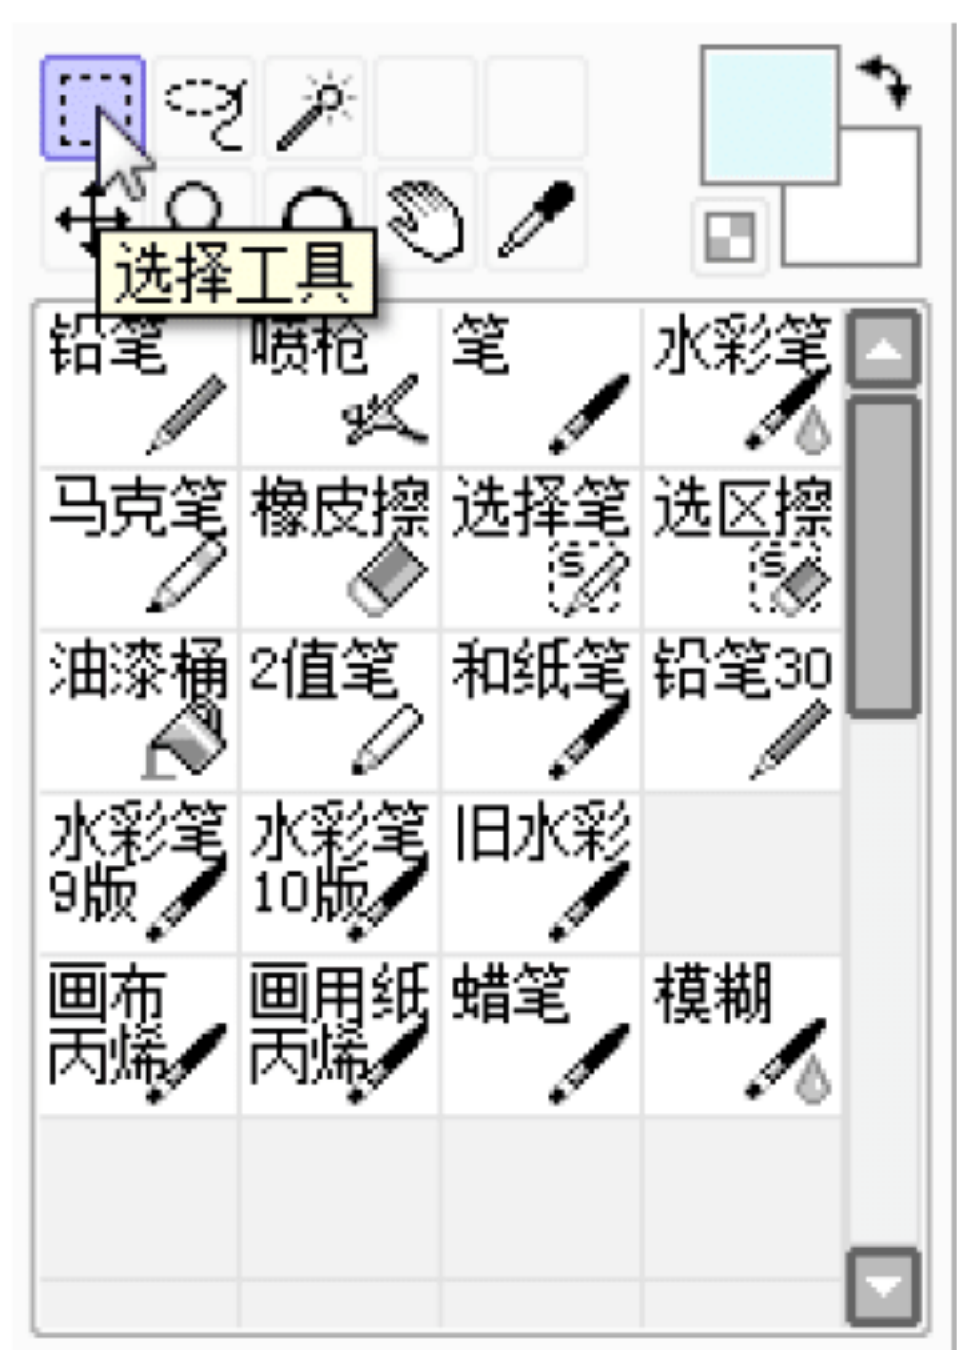 选择工具
铅笔 喷枪 笔 水彩笔
马克笔 橡皮擦 选择笔 选区擦
油漆桶 2值笔 和纸笔 铅笔30
水彩笔 水彩笔 旧水彩
9版 10版
画布 画用纸 蜡笔 模糊
丙烯 丙烯